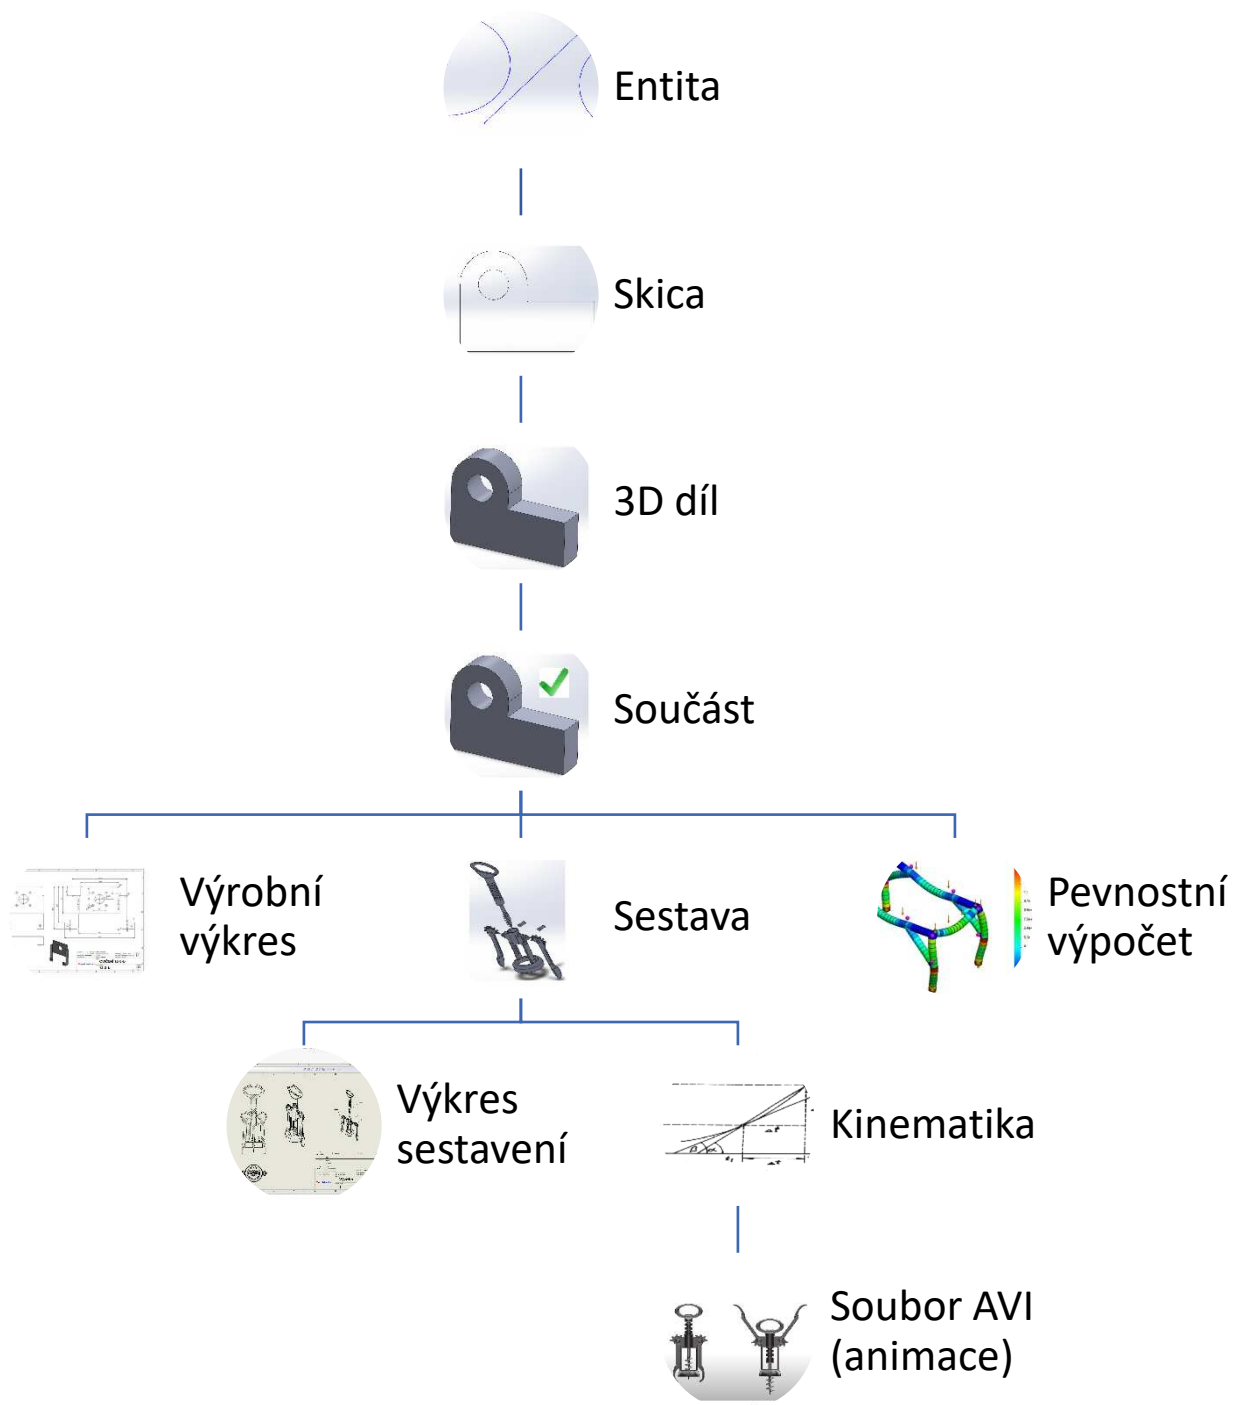 Entita
Skica
3D díl
Součást
Výrobní
výkres
Sestava
Pevnostní
výpočet
Výkres
sestavení
Kinematika
Soubor AVI
(animace)